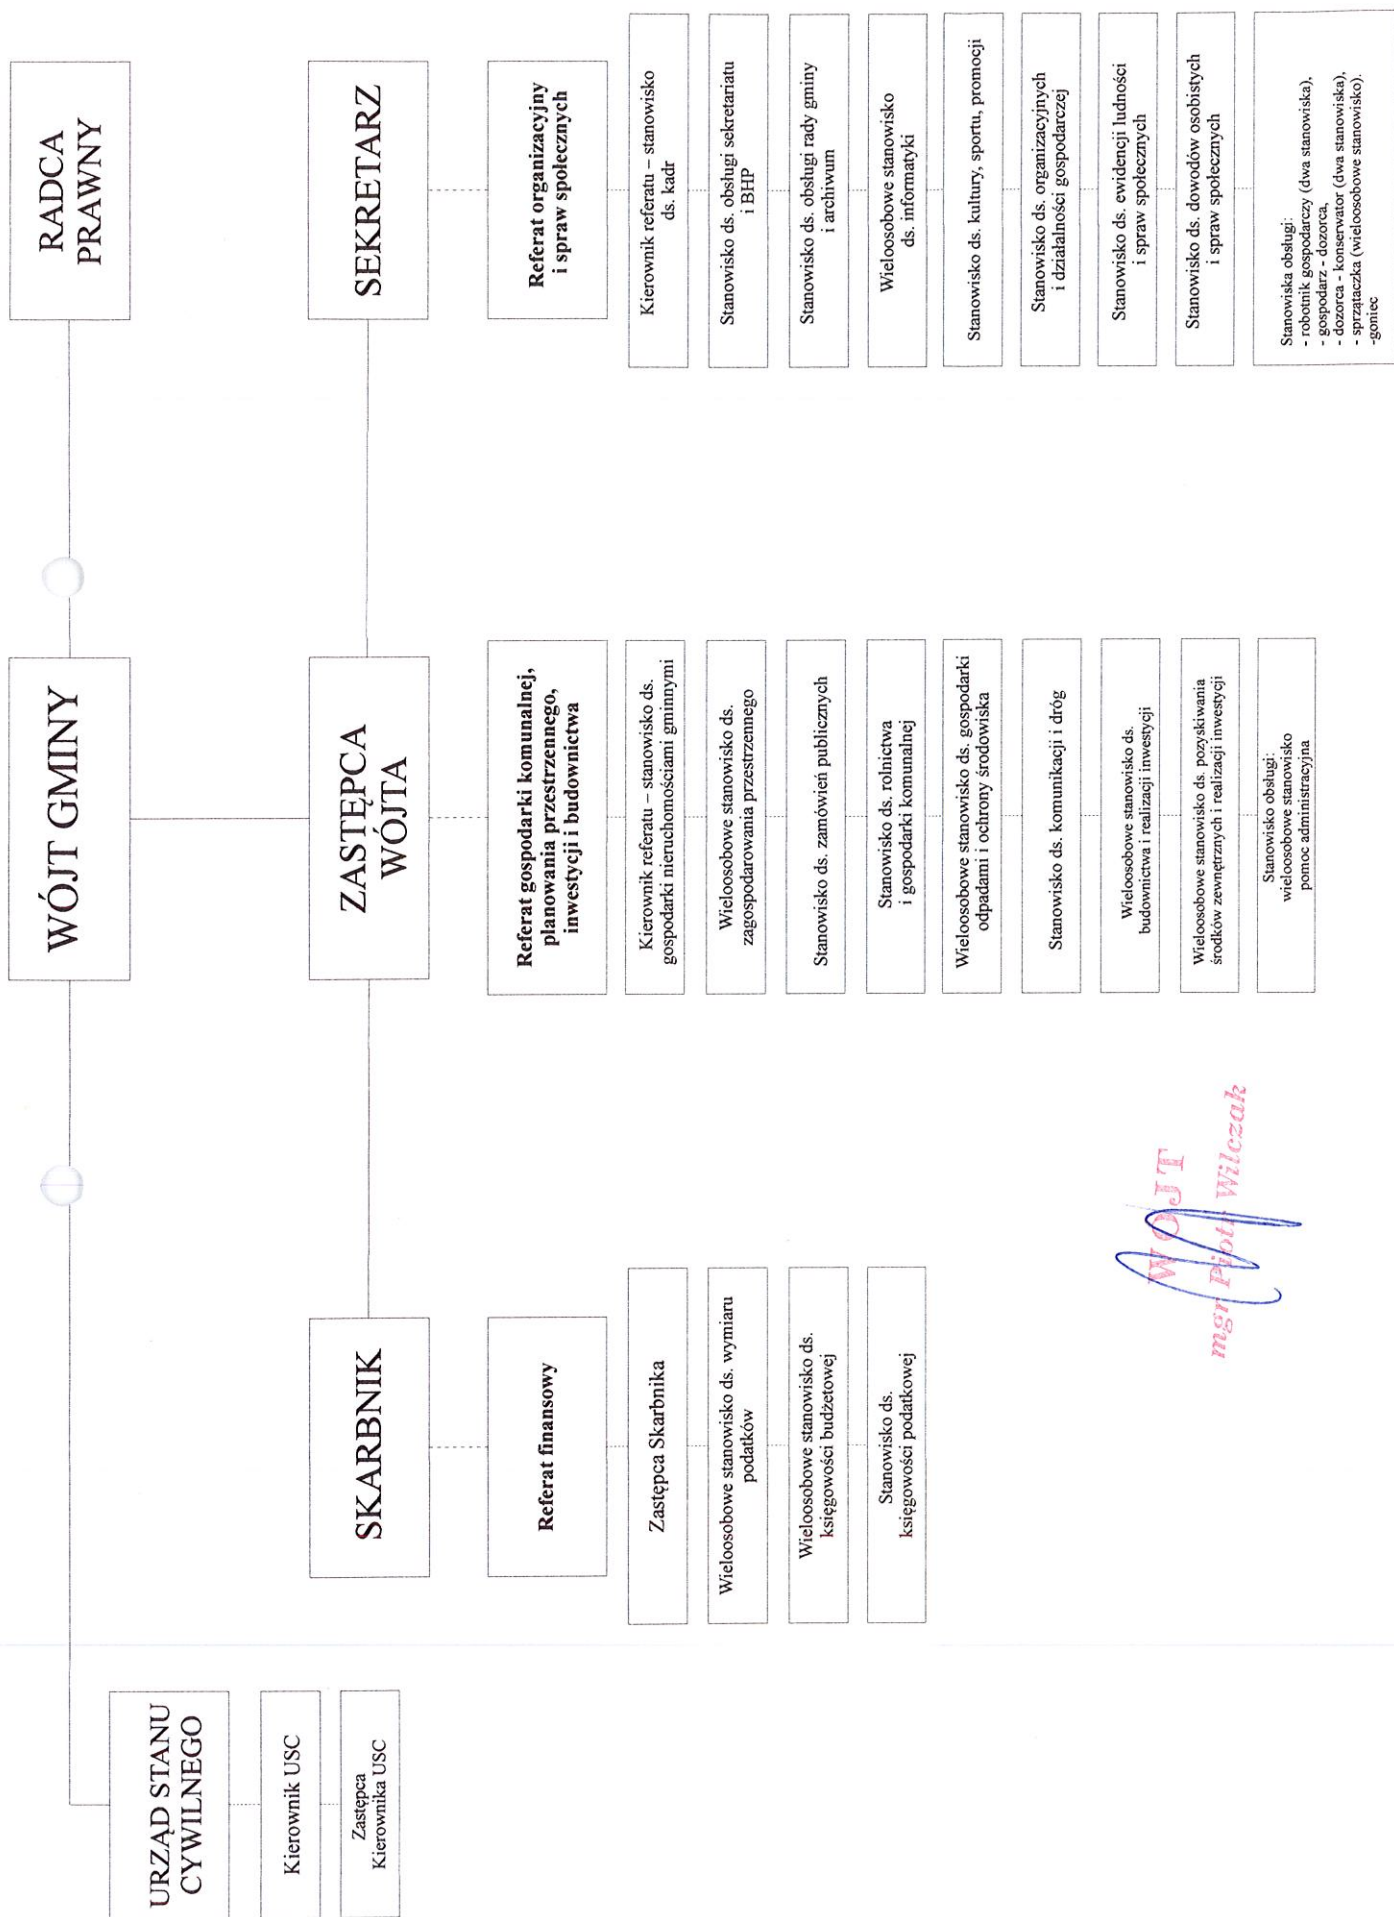 WÓJT GMINY
RADCA
PRAWNY
URZĄD STANU
CYWILNEGO
Kierownik USC
Zastępca
Kierownika USC
SKARBNIK
Referat finansowy
Zastępca Skarbnika
Wieloosobowe stanowisko ds. wymiaru
podatków
Wieloosobowe stanowisko ds.
księgowości budżetowej
Stanowisko ds.
księgowości podatkowej
ZASTĘPCA
WÓJTA
Referat gospodarki komunalnej,
planowania przestrzennego,
inwestycji i budownictwa
Kierownik referatu – stanowisko ds.
gospodarki nieruchomościami gminnymi
Wieloosobowe stanowisko ds.
zagospodarowania przestrzennego
Stanowisko ds. zamówień publicznych
Stanowisko ds. rolnictwa
i gospodarki komunalnej
Wieloosobowe stanowisko ds. gospodarki
odpadami i ochrony środowiska
Stanowisko ds. komunikacji i dróg
Wieloosobowe stanowisko ds.
budownictwa i realizacji inwestycji
Wieloosobowe stanowisko ds. pozyskiwania
środków zewnętrznych i realizacji inwestycji
Stanowisko obsługi:
wieloosobowe stanowisko
pomoc administracyjna
SEKRETARZ
Referat organizacyjny
i spraw społecznych
Kierownik referatu – stanowisko
ds. kadr
Stanowisko ds. obsługi sekretariatu
i BHP
Stanowisko ds. obsługi rady gminy
i archiwum
Wieloosobowe stanowisko
ds. informatyki
Stanowisko ds. kultury, sportu, promocji
Stanowisko ds. organizacyjnych
i działalności gospodarczej
Stanowisko ds. ewidencji ludności
i spraw społecznych
Stanowisko ds. dowodów osobistych
i spraw społecznych
Stanowiska obsługi:
- robotnik gospodarczy (dwa stanowiska),
- gospodarz - dozorca,
- dozorca - konserwator (dwa stanowiska),
- sprzątaczka (wieloosobowe stanowisko).
-goniec
WÓJT
mgr Piotr Wilczak